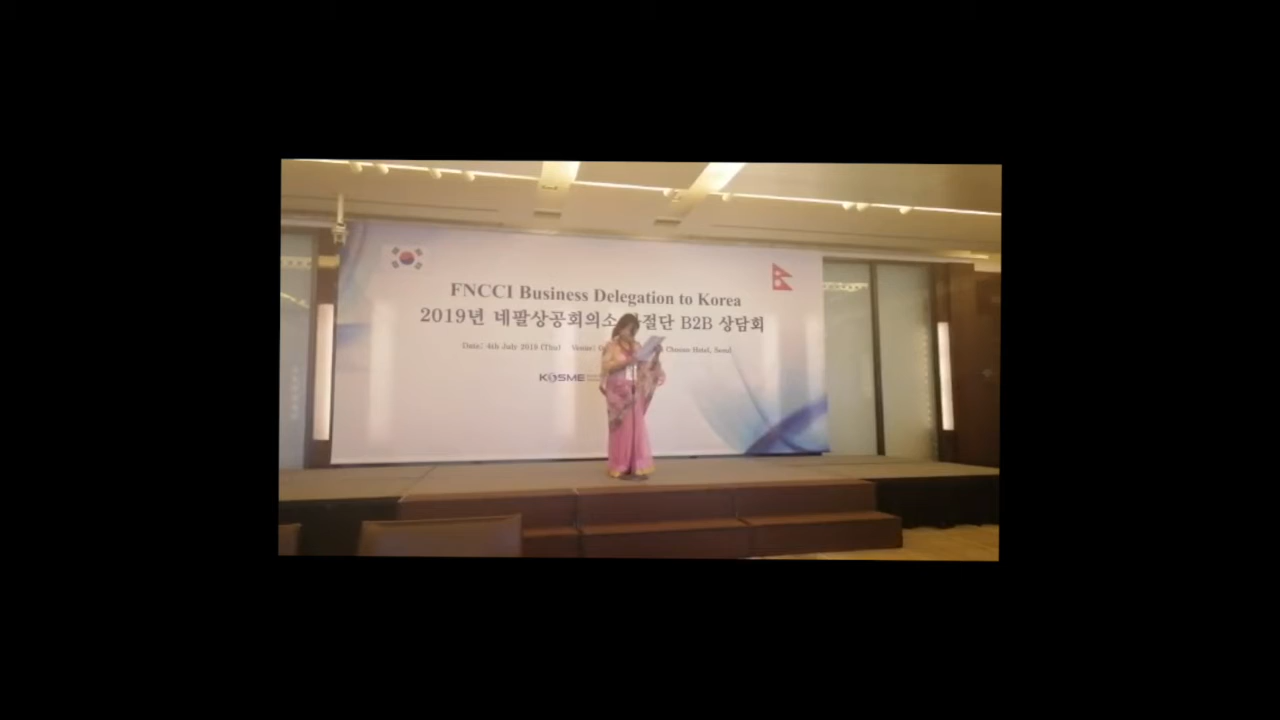 FNCCI Business Delegation to Korea
2019년 네팔상공회의소 절단 B2B 상담회
Date: 4th July 2019 (Thu) Venue: Hotel, Seoul
KOSME